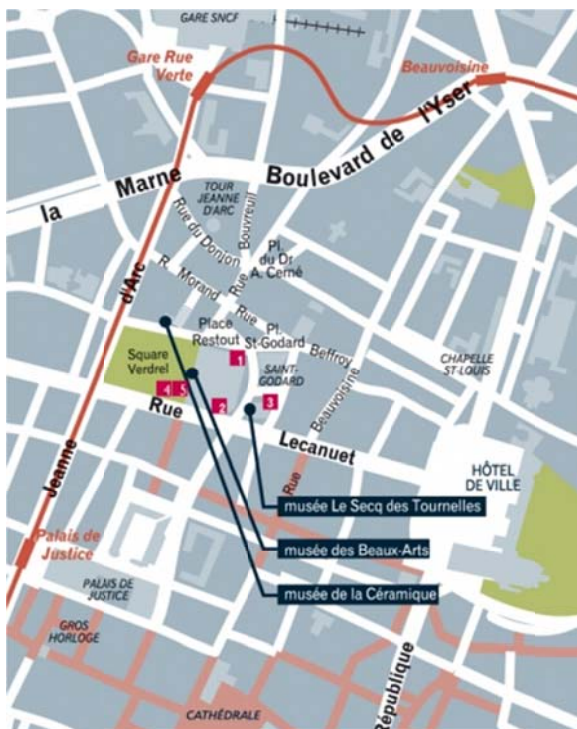 GARE SNCF
Gare Rue
Verte
Beauvoisine
Boulevard de l'Yser
la Marne
TOUR
JEANNE
D'ARC
Rue du Donjon
Rue Bouvreuil
Pl.
du Dr
A. Cerné
R. Morand
Rue Beffroy
d'Arc
Place
Restout
Pl.
St-Godard
Square
Verdrel
1
SAINT-
GODARD
CHAPELLE
ST-LOUIS
4
5
2
3
Rue Lecanuet
Rue Beauvoisine
HÔTEL
DE VILLE
Jeanne
musée Le Secq des Tournelles
musée des Beaux-Arts
musée de la Céramique
Palais de
Justice
PALAIS DE
JUSTICE
GROS
HORLOGE
République
CATHÉDRALE